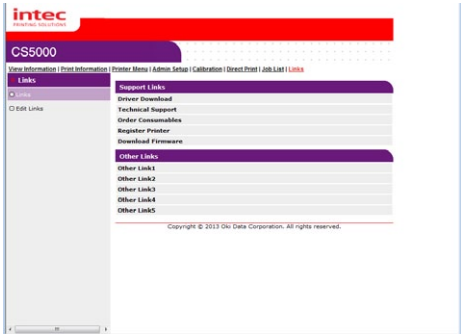 intec
PRINTING SOLUTIONS
CS5000
View Information | Print Information | Printer Menu | Admin Setup | Calibration | Direct Print | Job List | Links
Links
Links
Edit Links
Support Links
Driver Download
Technical Support
Order Consumables
Register Printer
Download Firmware
Other Links
Other Link1
Other Link2
Other Link3
Other Link4
Other Link5
Copyright © 2013 Oki Data Corporation. All rights reserved.